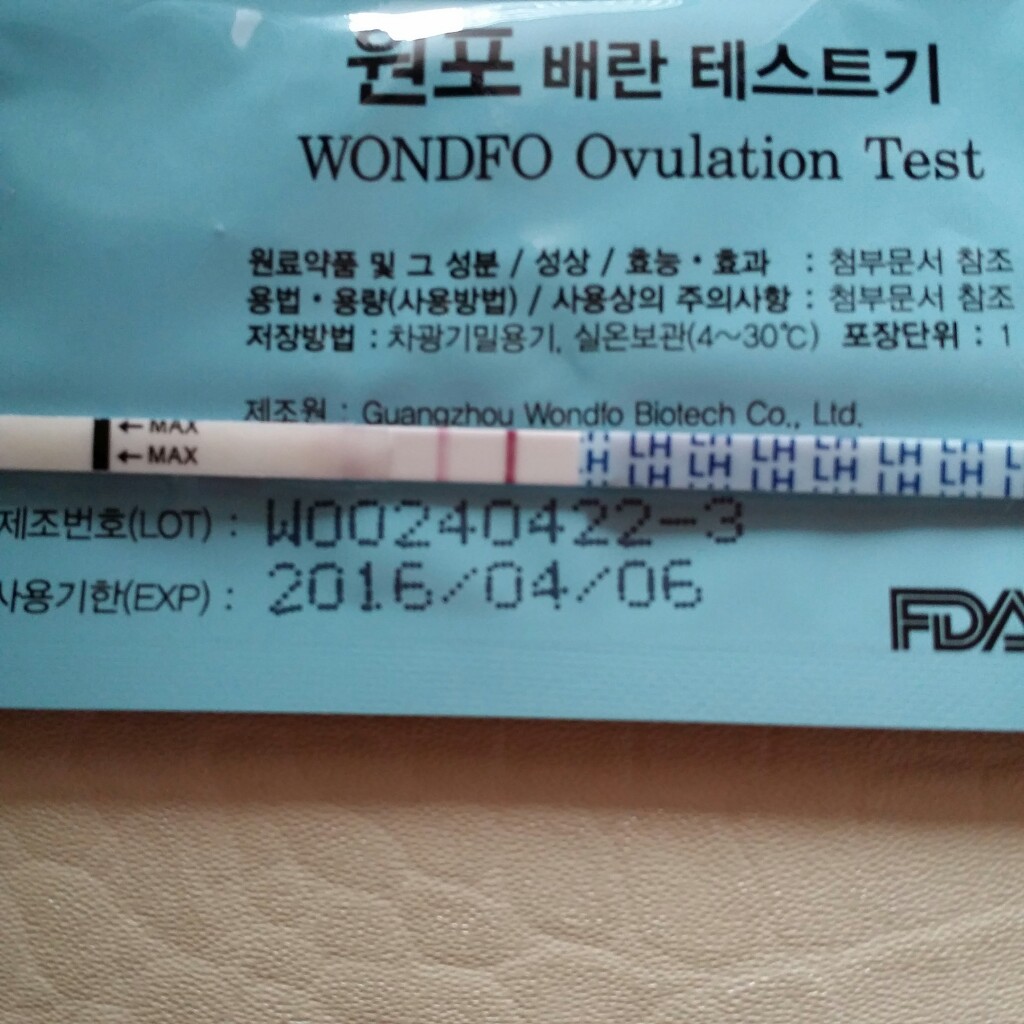 원포 배란 테스트기
WONDFO Ovulation Test
원료약품 및 그 성분 / 성상 / 효능·효과 : 첨부문서 참조
용법·용량(사용방법) / 사용상의 주의사항 : 첨부문서 참조
저장방법 : 차광기밀용기, 실온보관(4~30℃) 포장단위 : 1
제조원 : Guangzhou Wondfo Biotech Co., Ltd.
← MAX
← MAX
LH LH LH LH LH LH
H LH LH LH LH LH LH
제조번호(LOT) : W00240422-3
사용기한(EXP) : 2016/04/06
FDA